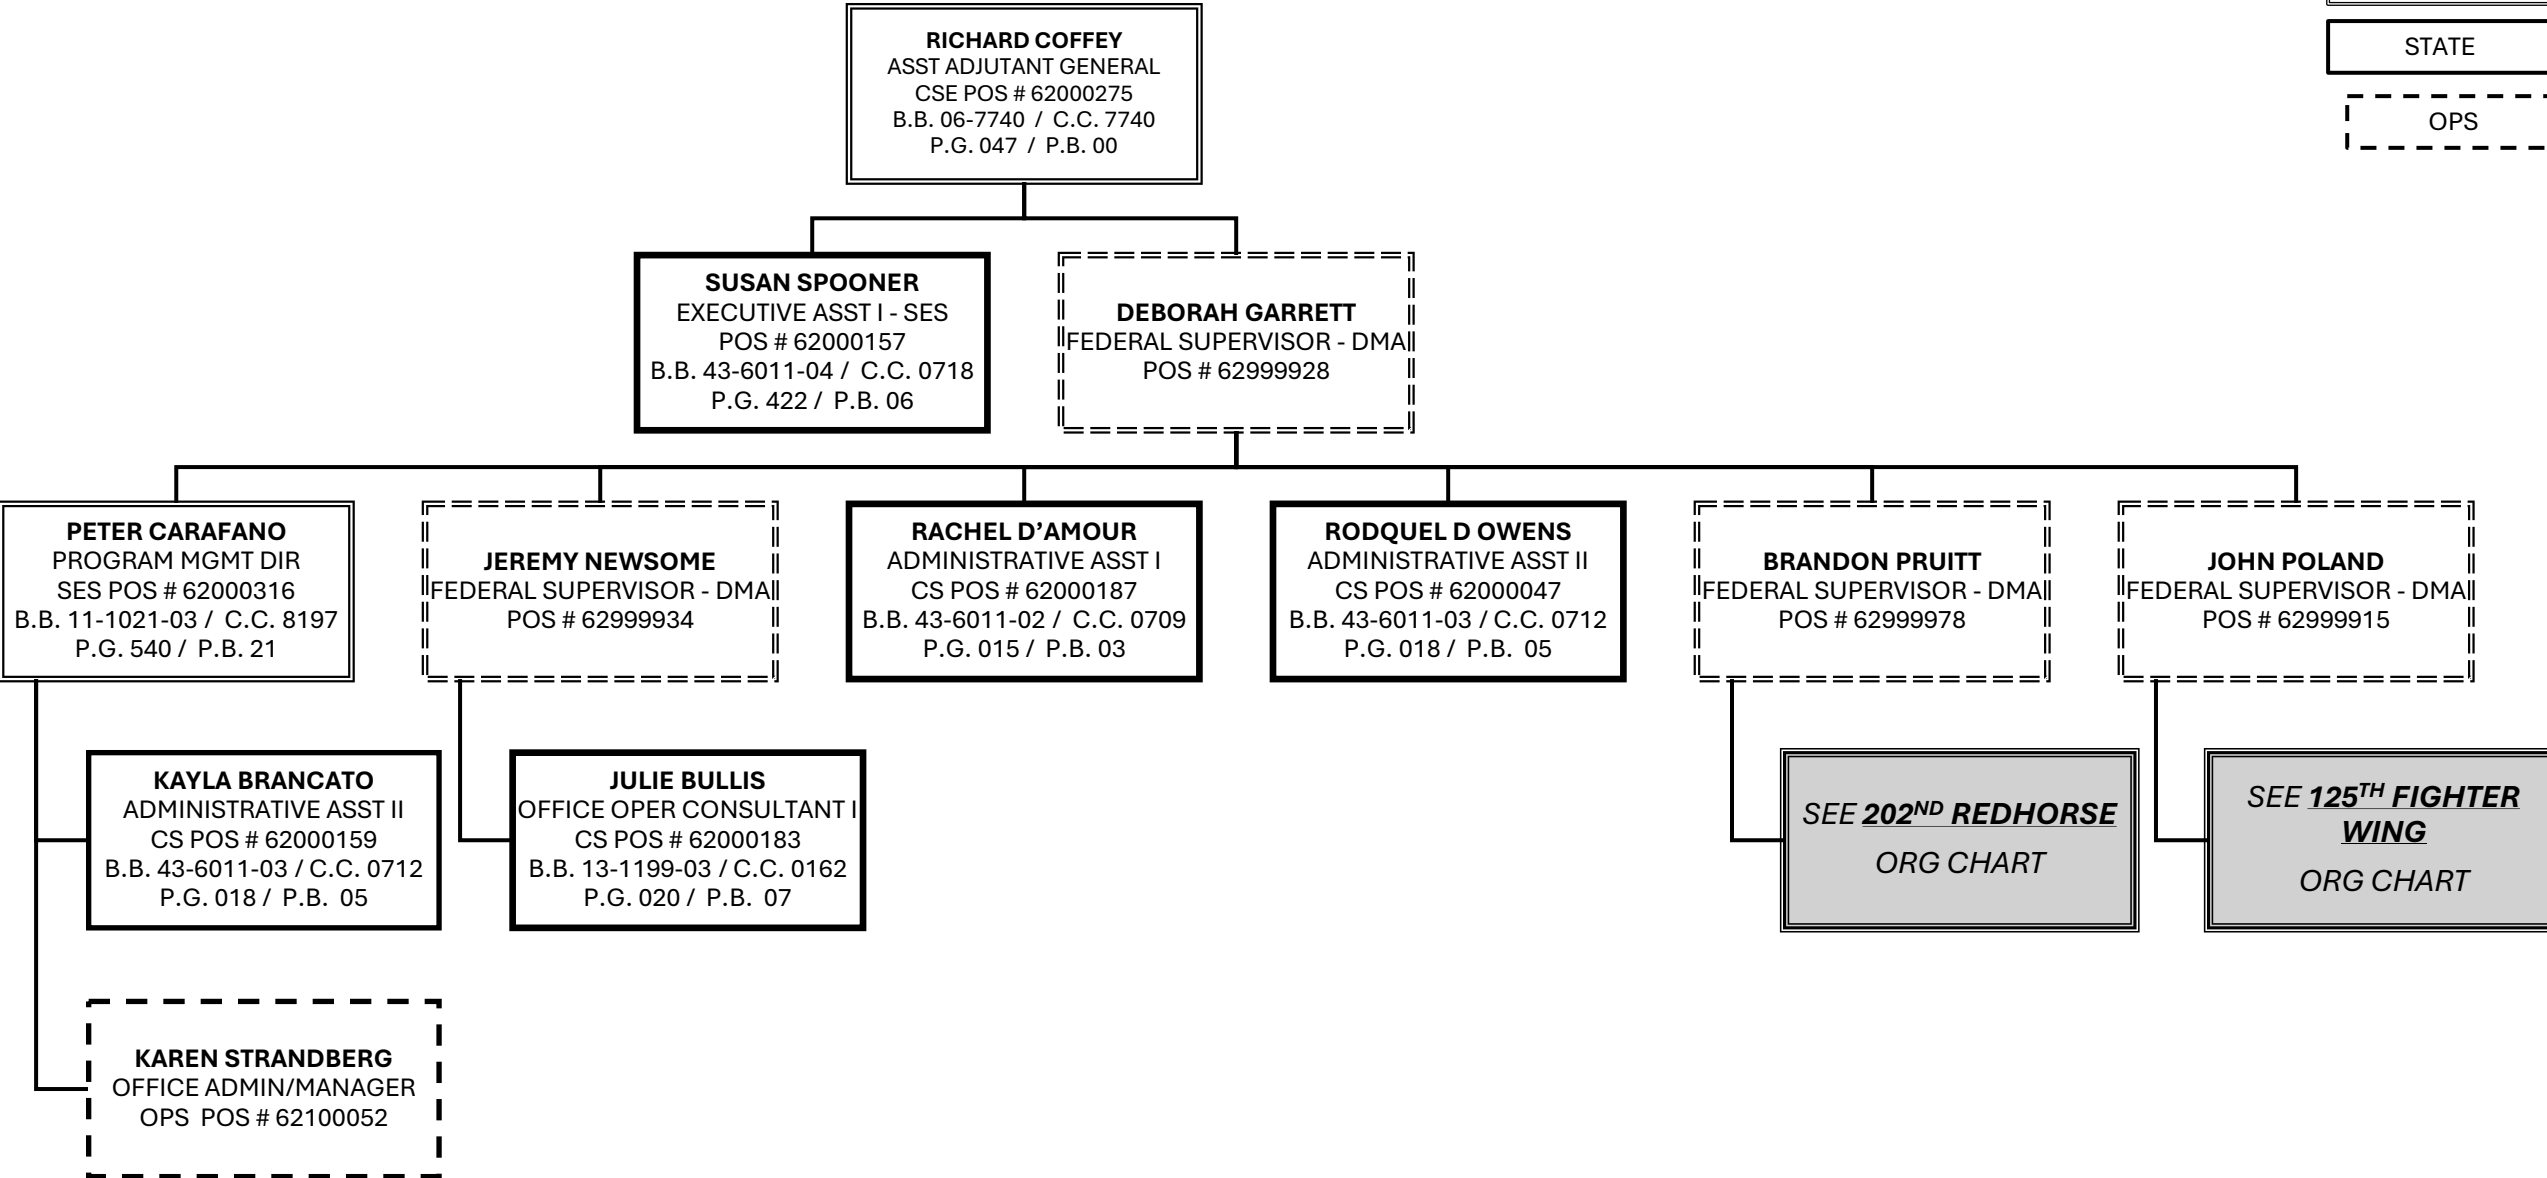 RICHARD COFFEY
ASST ADJUTANT GENERAL
CSE POS # 62000275
B.B. 06-7740 / C.C. 7740
P.G. 047 / P.B. 00
STATE
OPS
SUSAN SPOONER
EXECUTIVE ASST I - SES
POS # 62000157
B.B. 43-6011-04 / C.C. 0718
P.G. 422 / P.B. 06
DEBORAH GARRETT
FEDERAL SUPERVISOR - DMA
POS # 62999928
PETER CARAFANO
PROGRAM MGMT DIR
SES POS # 62000316
B.B. 11-1021-03 / C.C. 8197
P.G. 540 / P.B. 21
JEREMY NEWSOME
FEDERAL SUPERVISOR - DMA
POS # 62999934
RACHEL D’AMOUR
ADMINISTRATIVE ASST I
CS POS # 62000187
B.B. 43-6011-02 / C.C. 0709
P.G. 015 / P.B. 03
RODQUEL D OWENS
ADMINISTRATIVE ASST II
CS POS # 62000047
B.B. 43-6011-03 / C.C. 0712
P.G. 018 / P.B. 05
BRANDON PRUITT
FEDERAL SUPERVISOR - DMA
POS # 62999978
JOHN POLAND
FEDERAL SUPERVISOR - DMA
POS # 62999915
KAYLA BRANCATO
ADMINISTRATIVE ASST II
CS POS # 62000159
B.B. 43-6011-03 / C.C. 0712
P.G. 018 / P.B. 05
JULIE BULLIS
OFFICE OPER CONSULTANT I
CS POS # 62000183
B.B. 13-1199-03 / C.C. 0162
P.G. 020 / P.B. 07
SEE 202ND REDHORSE
ORG CHART
SEE 125TH FIGHTER
WING
ORG CHART
KAREN STRANDBERG
OFFICE ADMIN/MANAGER
OPS POS # 62100052